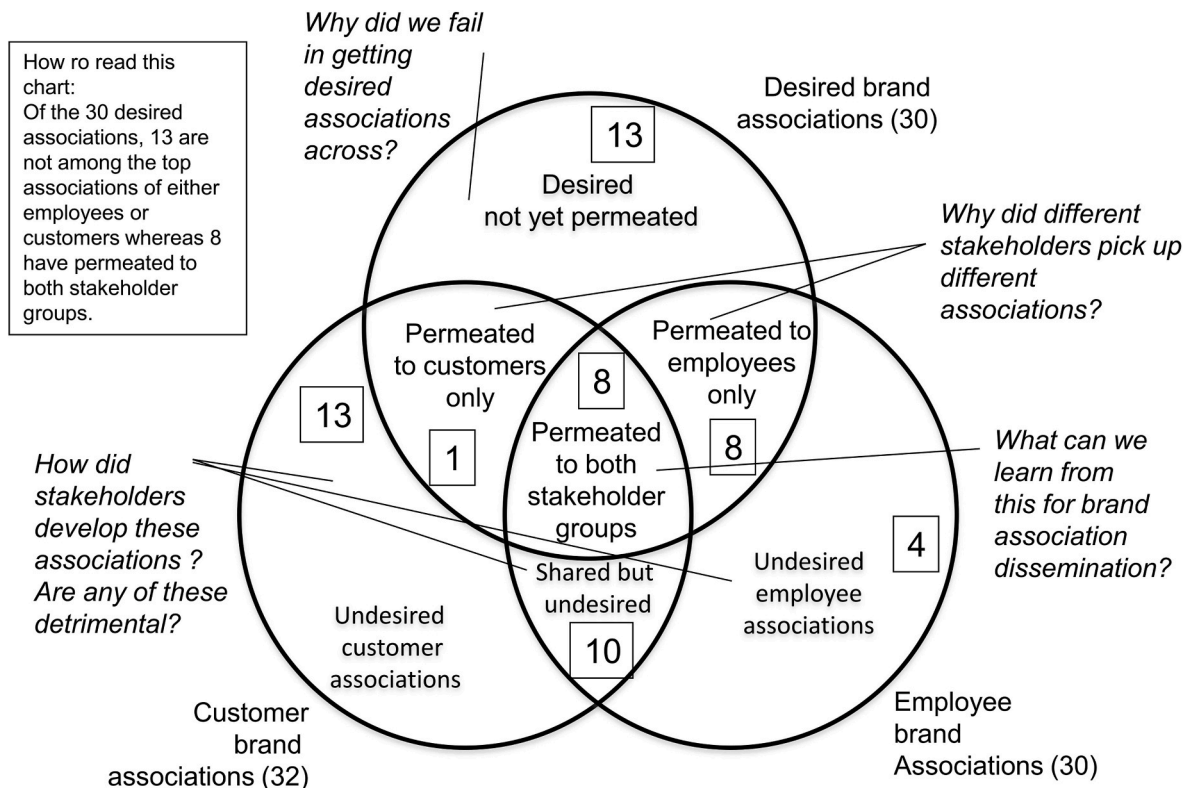 How ro read this
chart:
Of the 30 desired
associations, 13 are
not among the top
associations of either
employees or
customers whereas 8
have permeated to
both stakeholder
groups.
Why did we fail
in getting
desired
associations
across?
Desired brand
associations (30)
13
Desired
not yet permeated
Why did different
stakeholders pick up
different
associations?
Permeated
to customers
only
1
8
Permeated
to both
stakeholder
groups
Permeated to
employees
only
8
13
How did
stakeholders
develop these
associations ?
Are any of these
detrimental?
What can we
learn from
this for brand
association
dissemination?
4
Undesired
employee
associations
Shared but
undesired
10
Undesired
customer
associations
Customer
brand
associations (32)
Employee
brand
Associations (30)